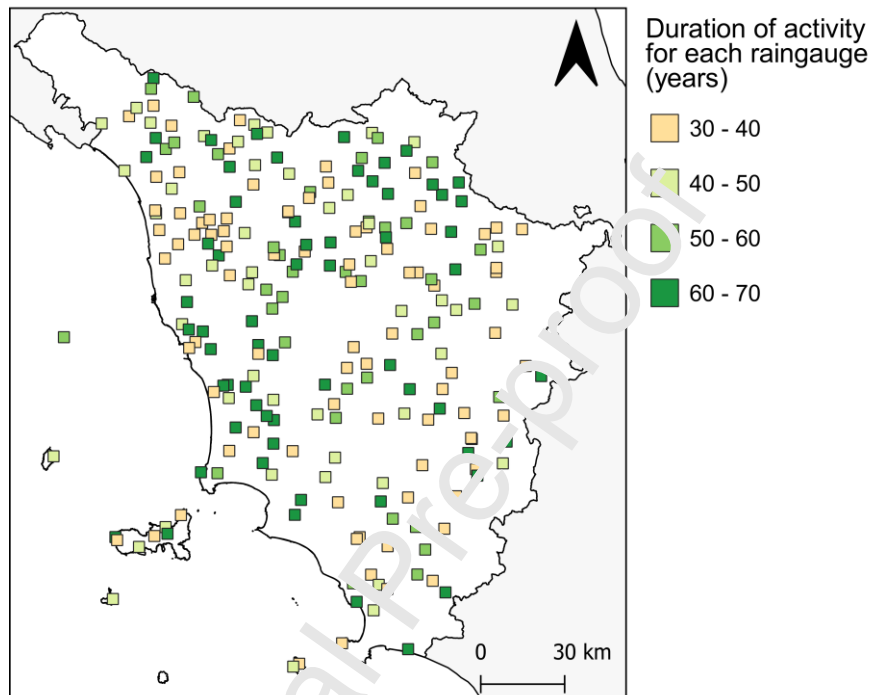 Duration of activity
for each raingauge
(years)
30 - 40
40 - 50
50 - 60
60 - 70
0 30 km
al Pre-proof